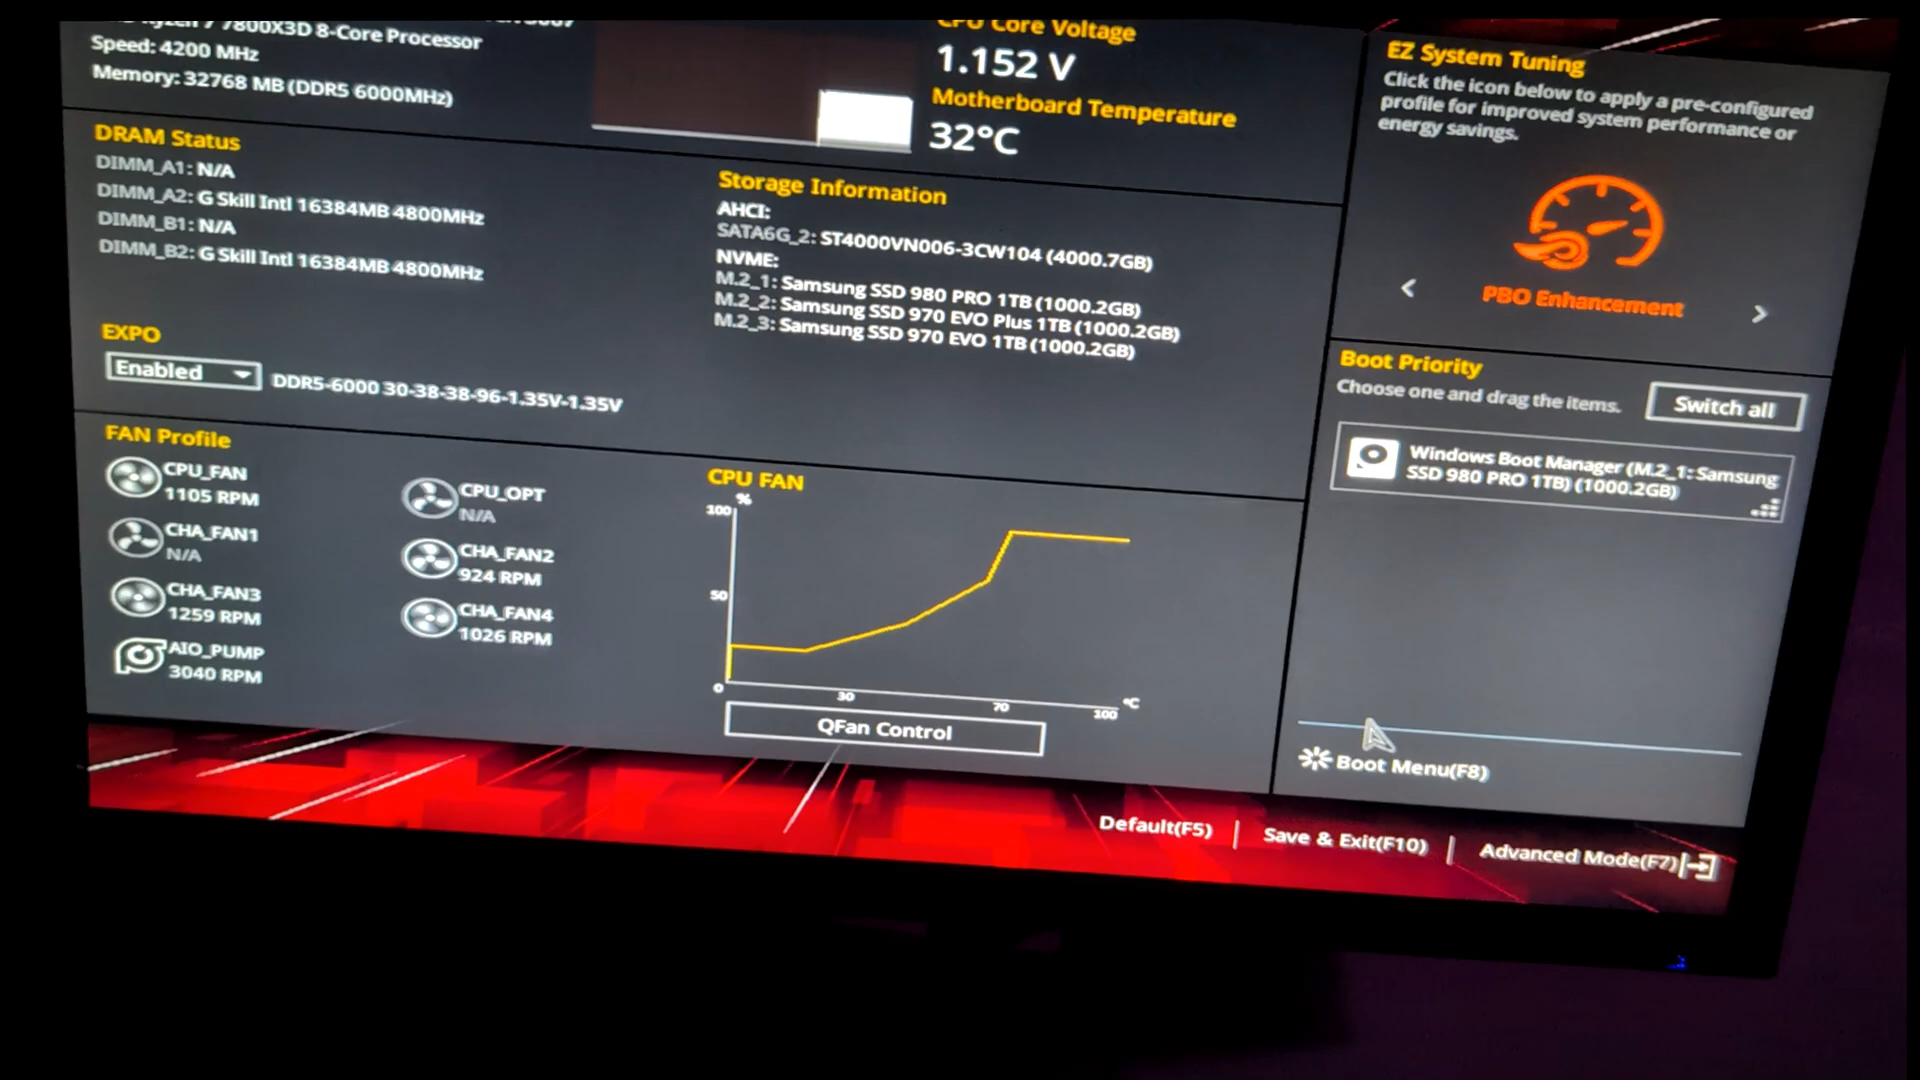 Ryzen 7 7800X3D 8-Core Processor
Speed: 4200 MHz
Memory: 32768 MB (DDR5 6000MHz)
CPU Core Voltage
1.152 V
Motherboard Temperature
32°C
DRAM Status
DIMM_A1: N/A
DIMM_A2: G Skill Intl 16384MB 4800MHz
DIMM_B1: N/A
DIMM_B2: G Skill Intl 16384MB 4800MHz
Storage Information
AHCI:
SATA6G_2: ST4000VN006-3CW104 (4000.7GB)
NVME:
M.2_1: Samsung SSD 980 PRO 1TB (1000.2GB)
M.2_2: Samsung SSD 970 EVO Plus 1TB (1000.2GB)
M.2_3: Samsung SSD 970 EVO 1TB (1000.2GB)
EXPO
Enabled
DDR5-6000 30-38-38-96-1.35V-1.35V
FAN Profile
CPU_FAN
1105 RPM
CPU_OPT
N/A
CHA_FAN1
N/A
CHA_FAN2
924 RPM
CHA_FAN3
1259 RPM
CHA_FAN4
1026 RPM
AIO_PUMP
3040 RPM
CPU FAN
%
100
50
0
30
70
100
°C
QFan Control
EZ System Tuning
Click the icon below to apply a pre-configured
profile for improved system performance or
energy savings.
PBO Enhancement
Boot Priority
Choose one and drag the items.
Switch all
Windows Boot Manager (M.2_1: Samsung
SSD 980 PRO 1TB) (1000.2GB)
Boot Menu(F8)
Default(F5)
Save & Exit(F10)
Advanced Mode(F7)